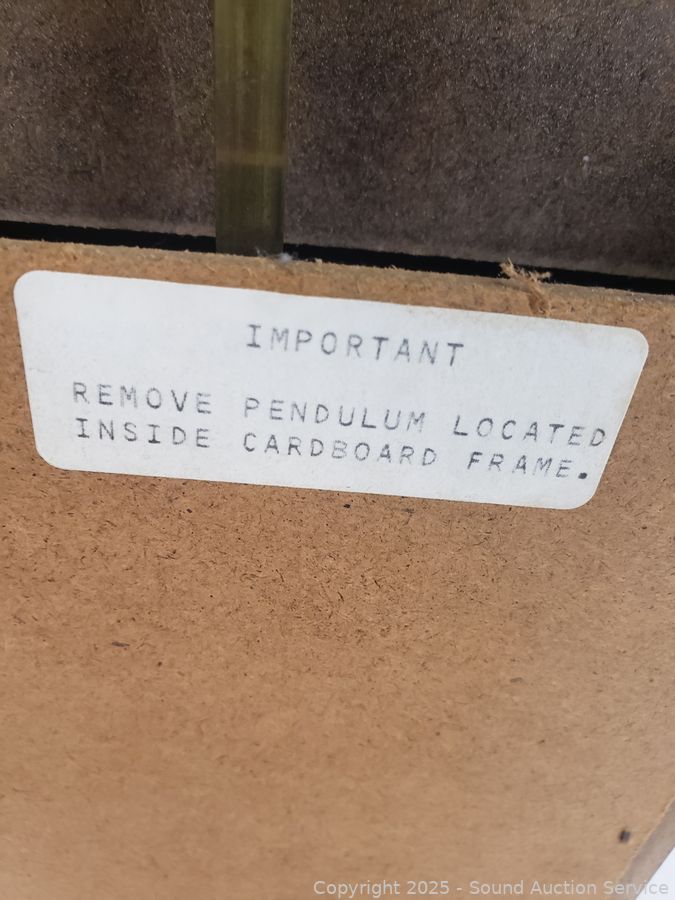 IMPORTANT
REMOVE PENDULUM LOCATED
INSIDE CARDBOARD FRAME.
Copyright 2025 - Sound Auction Service